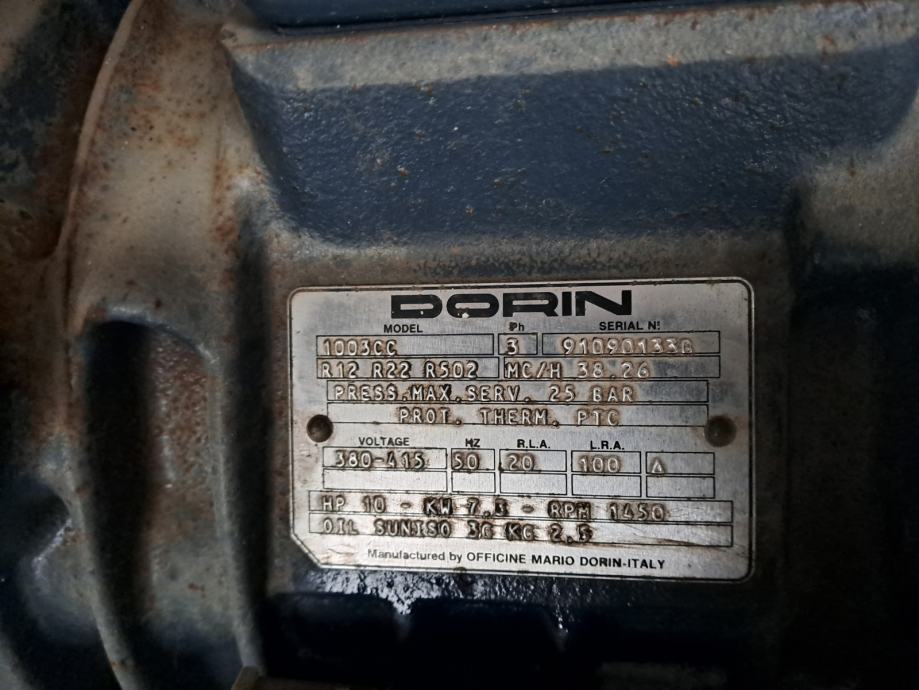 DORIN
MODEL Ph SERIAL Nº
1003CC 3 91090133B
R12 R22 R502 MC/H 38.26
PRESS.MAX.SERV. 25 BAR
PROT. THERM. PTC
VOLTAGE HZ R.L.A. L.R.A.
380-415 50 20 100 Δ
HP 10 - KW 7,3 - RPM 1450
OIL SUNISO 3G KG 2,5
Manufactured by OFFICINE MARIO DORIN-ITALY